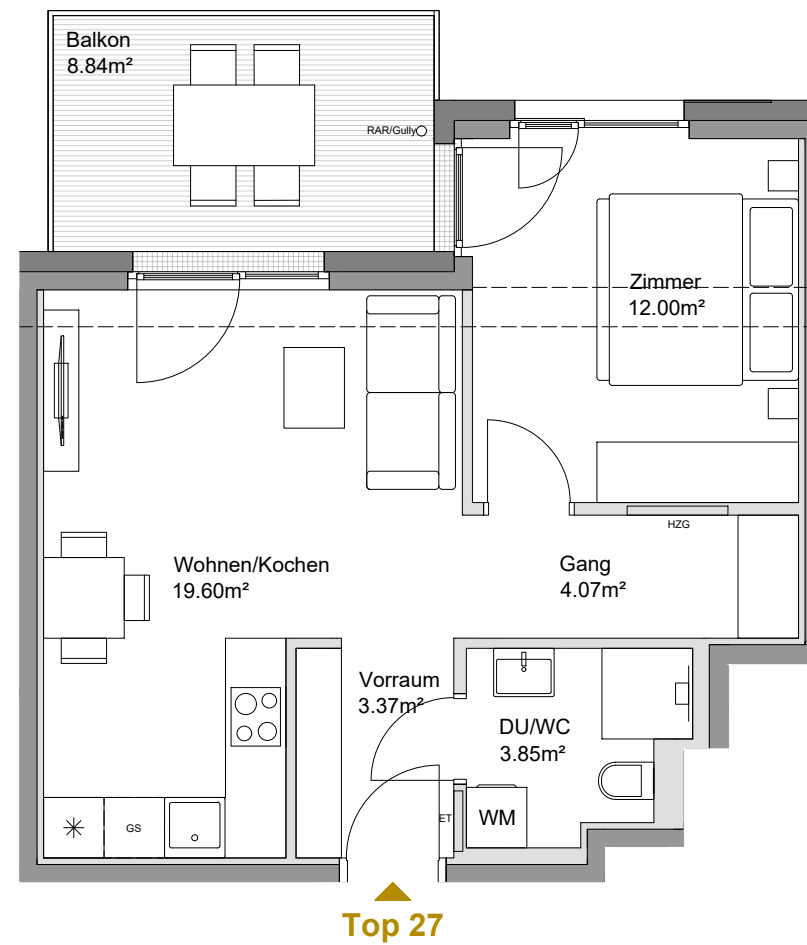 Balkon
8.84m²
RAR/Gully
Zimmer
12.00m²
HZG
Wohnen/Kochen
19.60m²
Gang
4.07m²
Vorraum
3.37m²
DU/WC
3.85m²
GS
ET
WM
Top 27